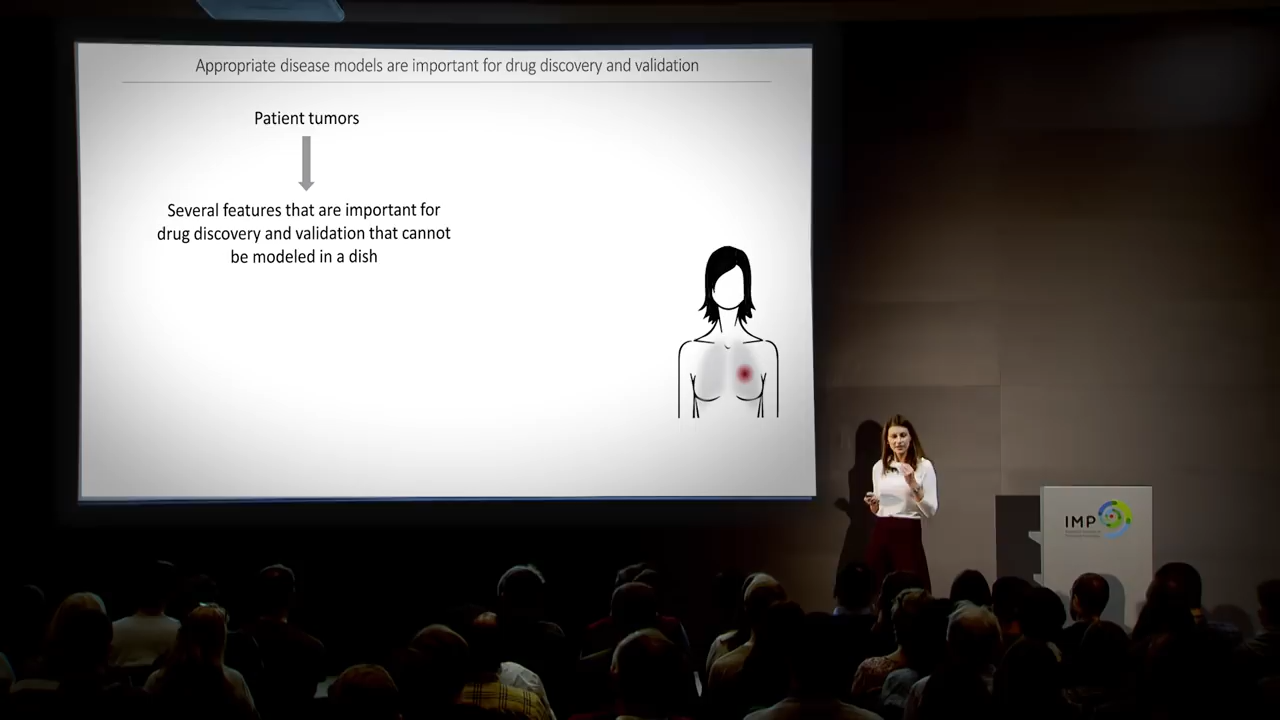 Appropriate disease models are important for drug discovery and validation
Patient tumors
Several features that are important for
drug discovery and validation that cannot
be modeled in a dish
IMP